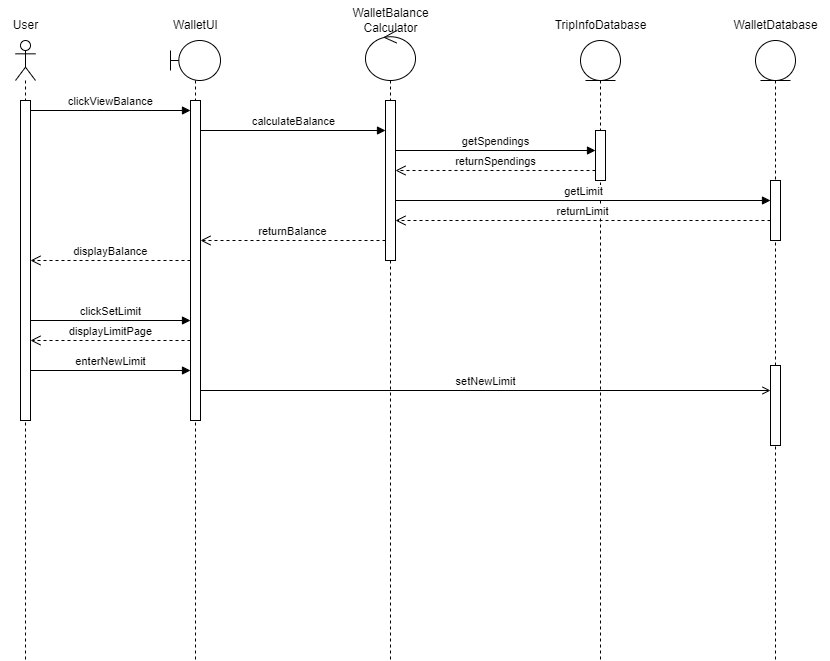 User
WalletUI
WalletBalance
Calculator
TripInfoDatabase
WalletDatabase
clickViewBalance
calculateBalance
getSpendings
returnSpendings
getLimit
returnLimit
returnBalance
displayBalance
clickSetLimit
displayLimitPage
enterNewLimit
setNewLimit